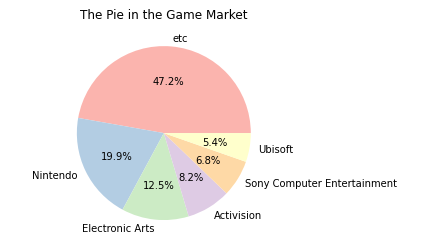 The Pie in the Game Market
etc
47.2%
5.4%
Ubisoft
6.8%
19.9%
Nintendo
8.2%
Sony Computer Entertainment
12.5%
Activision
Electronic Arts